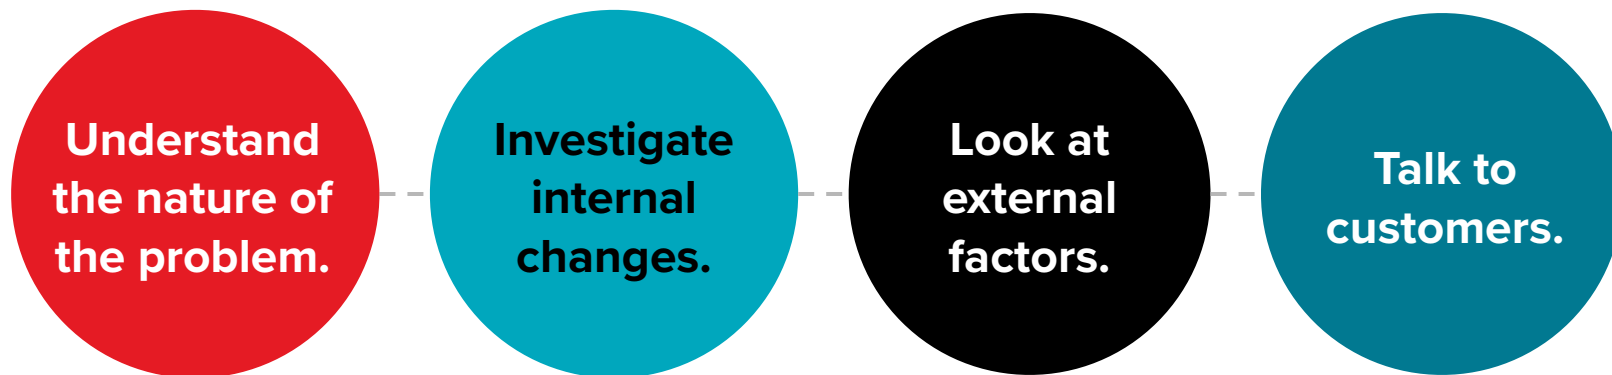 Understand
the nature of
the problem.
Investigate
internal
changes.
Look at
external
factors.
Talk to
customers.